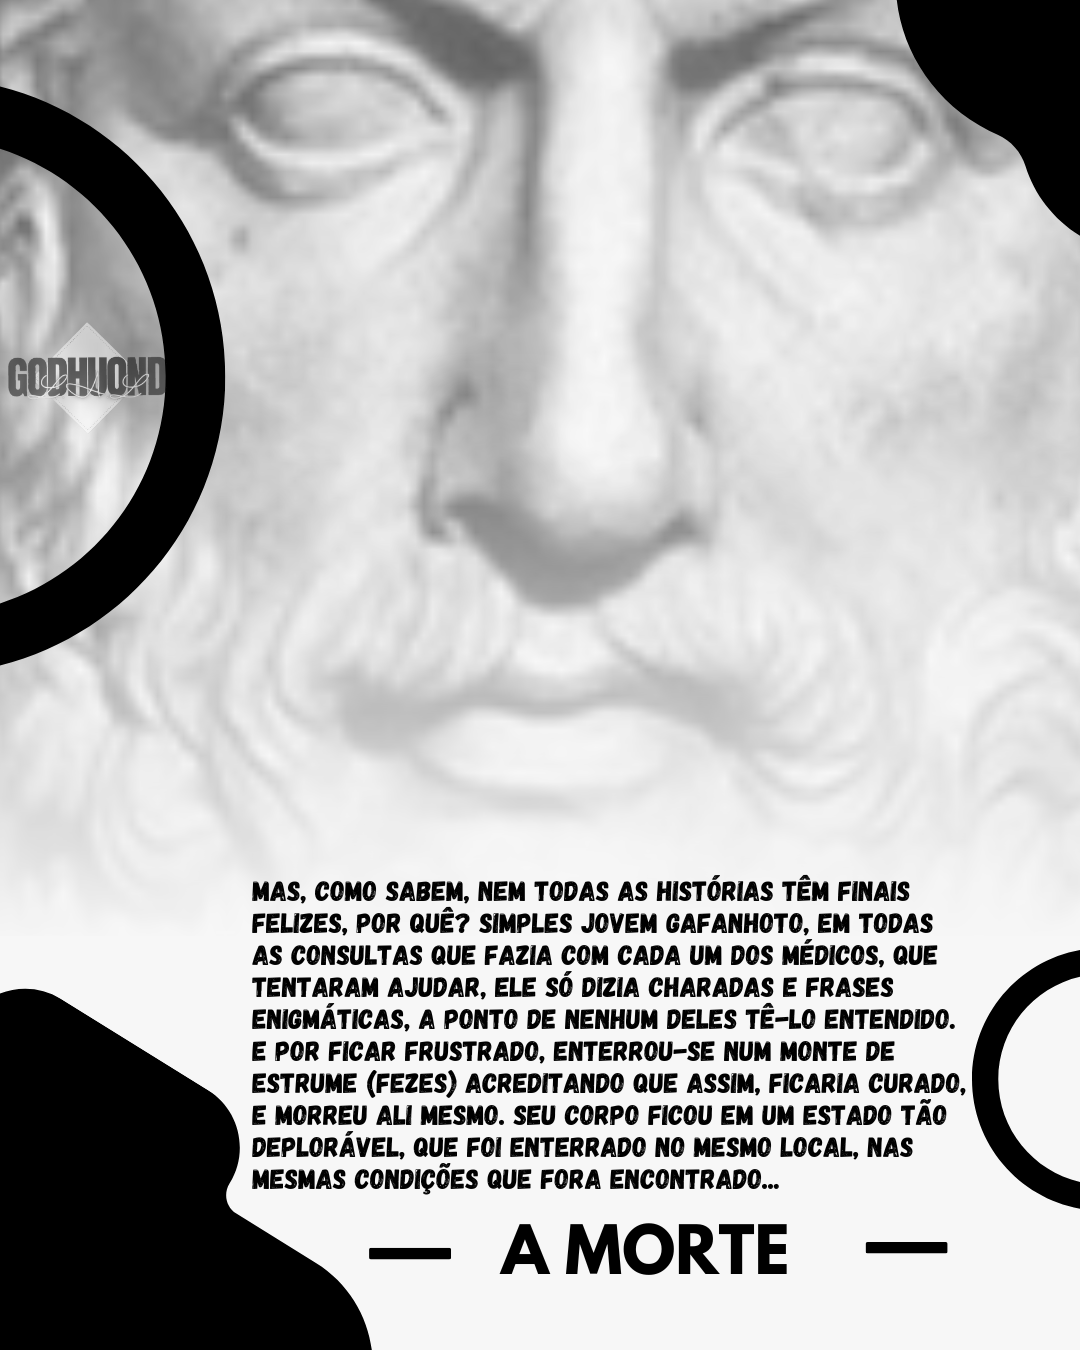 GODHUOND
MAS, COMO SABEM, NEM TODAS AS HISTÓRIAS TÊM FINAIS
FELIZES, POR QUÊ? SIMPLES JOVEM GAFANHOTO, EM TODAS
AS CONSULTAS QUE FAZIA COM CADA UM DOS MÉDICOS, QUE
TENTARAM AJUDAR, ELE SÓ DIZIA CHARADAS E FRASES
ENIGMÁTICAS, A PONTO DE NENHUM DELES TÊ-LO ENTENDIDO.
E POR FICAR FRUSTRADO, ENTERROU-SE NUM MONTE DE
ESTRUME (FEZES) ACREDITANDO QUE ASSIM, FICARIA CURADO,
E MORREU ALI MESMO. SEU CORPO FICOU EM UM ESTADO TÃO
DEPLORÁVEL, QUE FOI ENTERRADO NO MESMO LOCAL, NAS
MESMAS CONDIÇÕES QUE FORA ENCONTRADO...
A MORTE